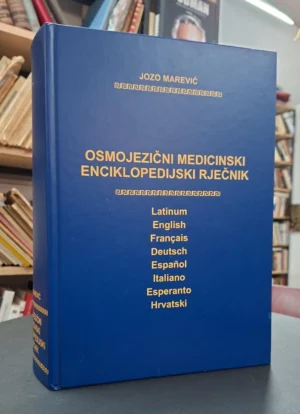 JOZO MAREVIĆ
OSMOJEZIČNI MEDICINSKI
ENCIKLOPEDIJSKI RJEČNIK
Latinum
English
Français
Deutsch
Español
Italiano
Esperanto
Hrvatski